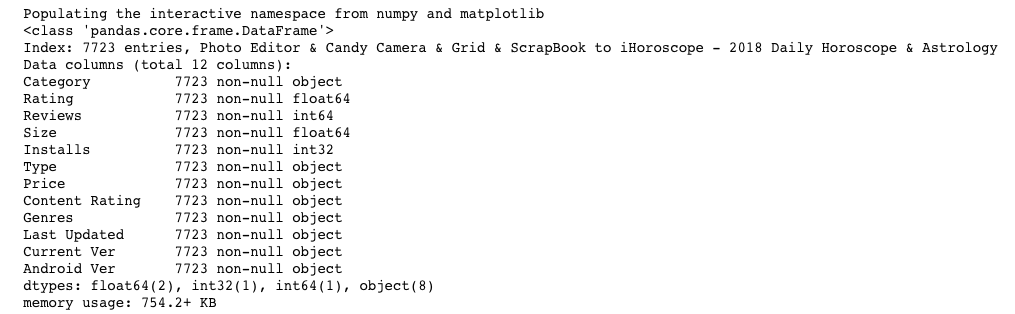 Populating the interactive namespace from numpy and matplotlib
<class 'pandas.core.frame.DataFrame'>
Index: 7723 entries, Photo Editor & Candy Camera & Grid & ScrapBook to iHoroscope - 2018 Daily Horoscope & Astrology
Data columns (total 12 columns):
Category          7723 non-null object
Rating            7723 non-null float64
Reviews           7723 non-null int64
Size              7723 non-null float64
Installs          7723 non-null int32
Type              7723 non-null object
Price             7723 non-null object
Content Rating    7723 non-null object
Genres            7723 non-null object
Last Updated      7723 non-null object
Current Ver       7723 non-null object
Android Ver       7723 non-null object
dtypes: float64(2), int32(1), int64(1), object(8)
memory usage: 754.2+ KB